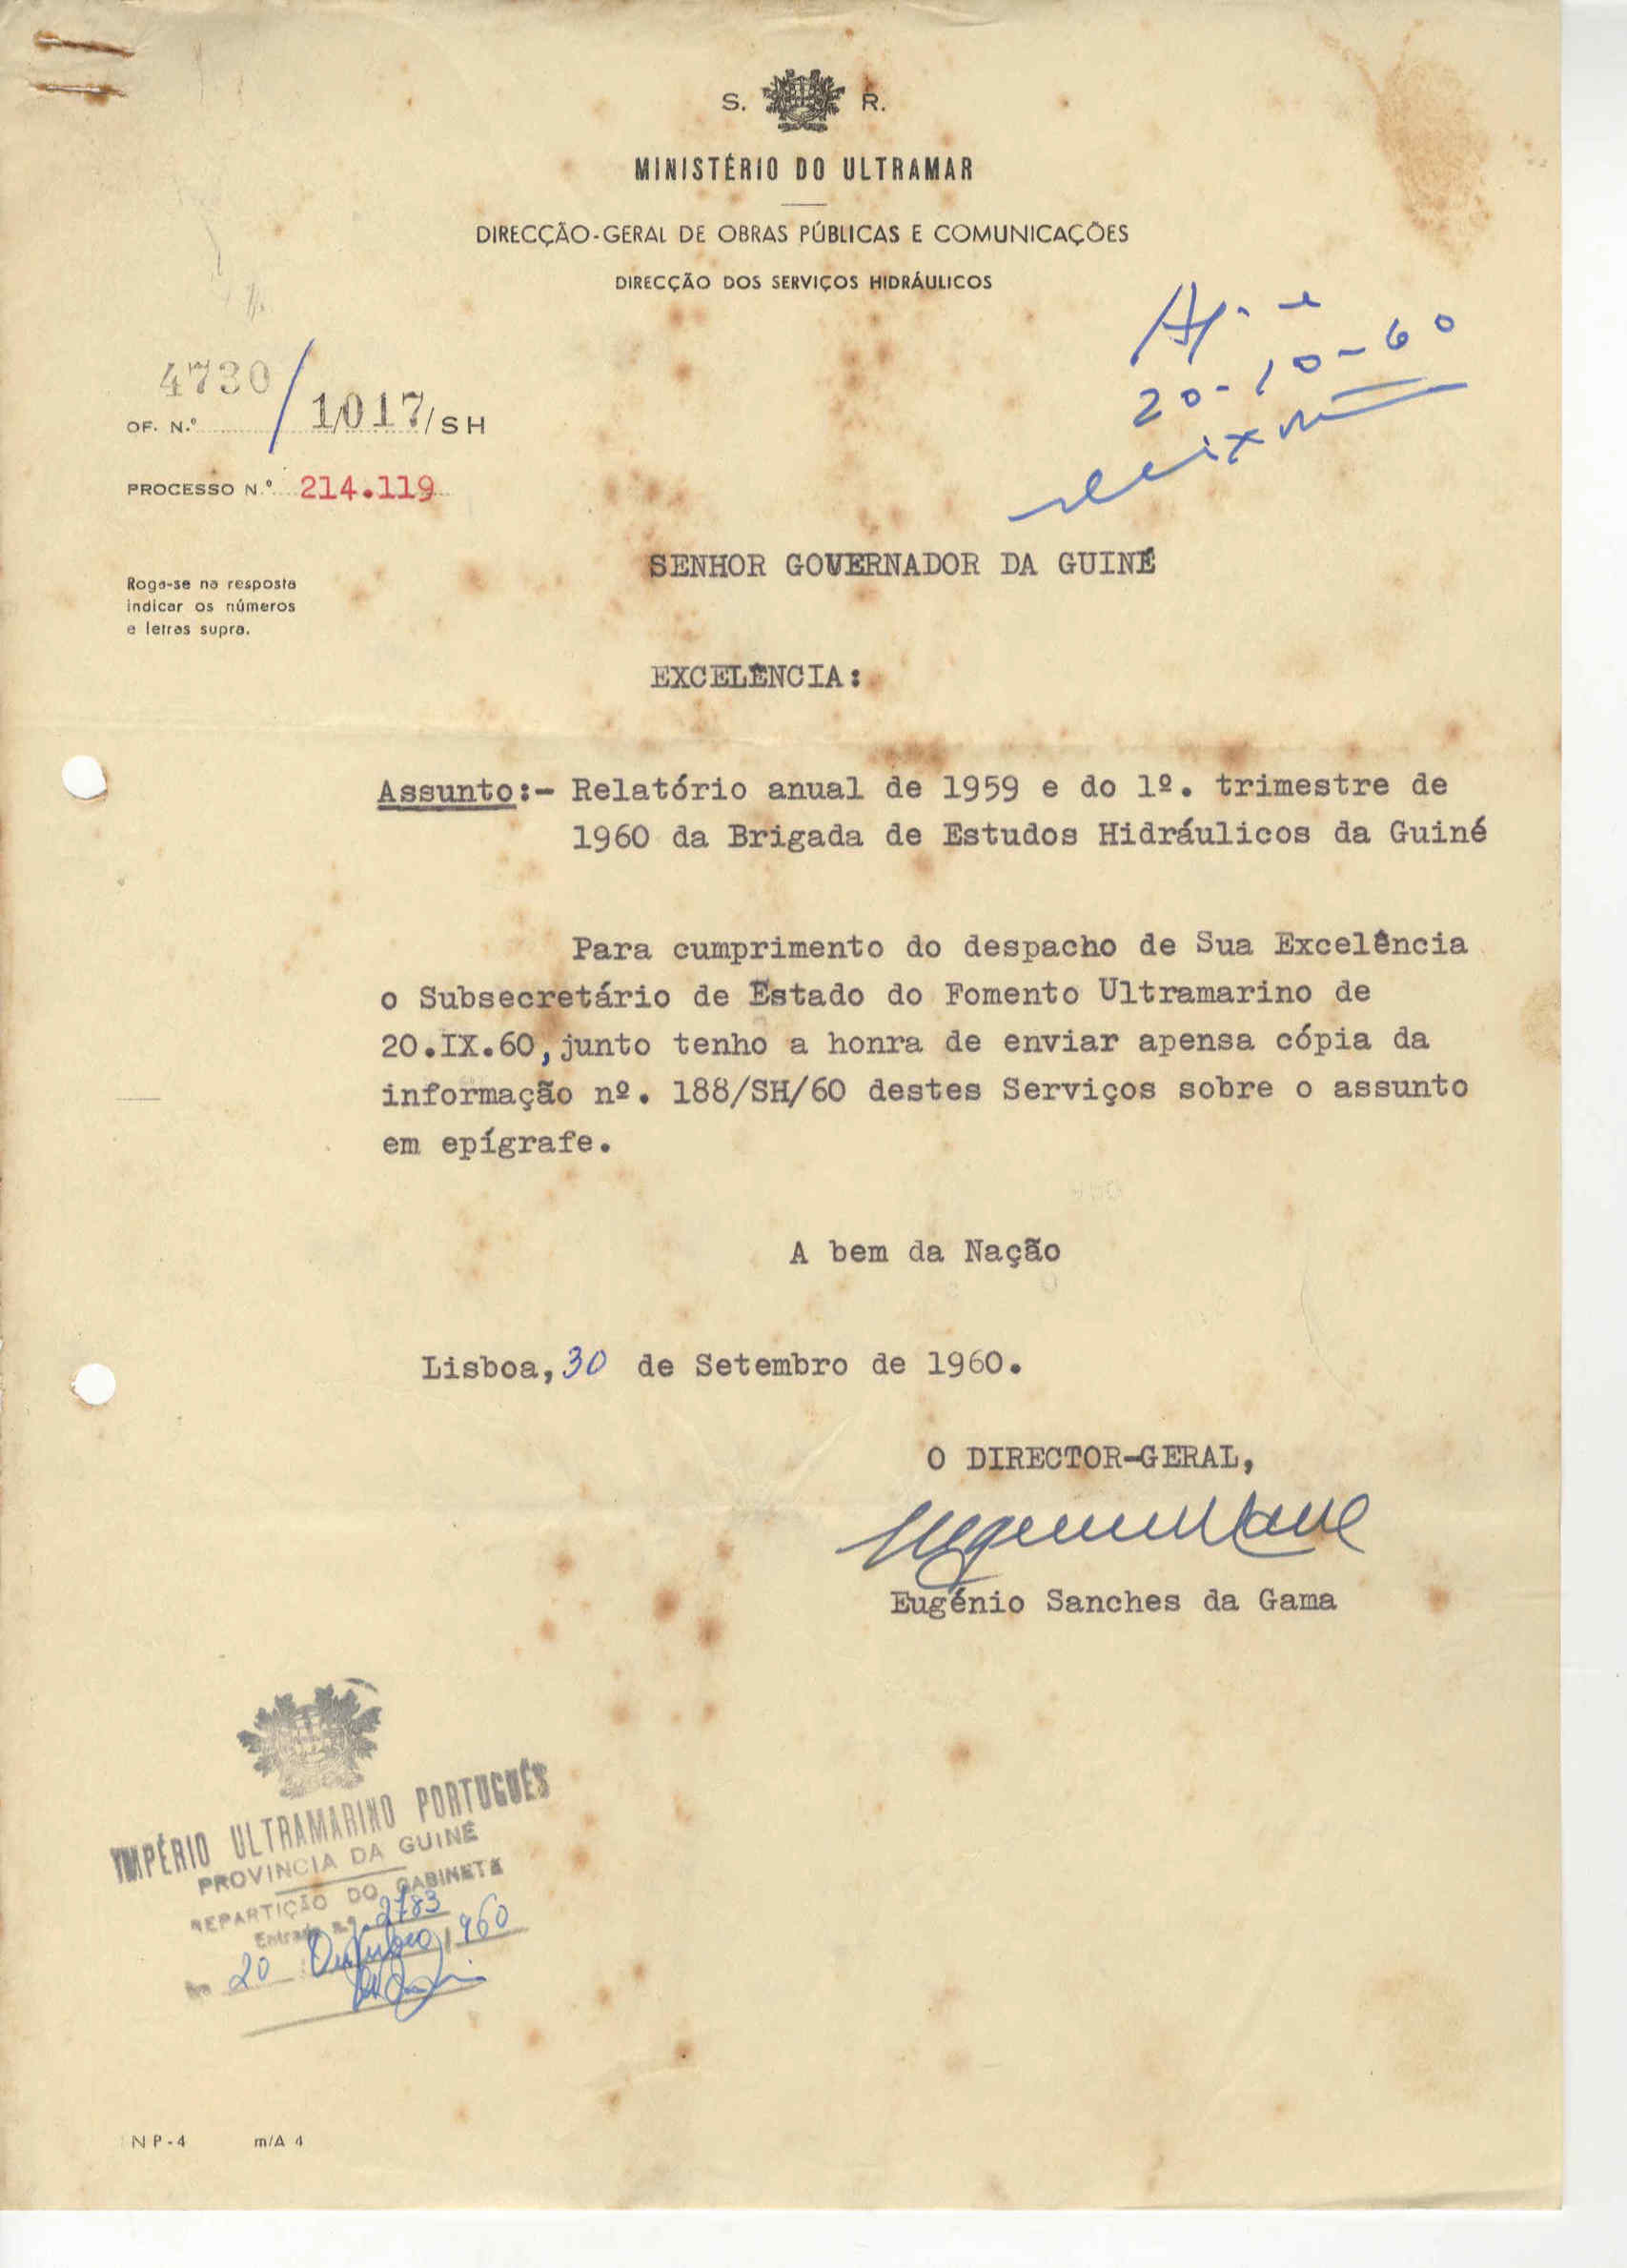 S. R.
MINISTÉRIO DO ULTRAMAR
DIRECÇÃO-GERAL DE OBRAS PÚBLICAS E COMUNICAÇÕES
DIRECÇÃO DOS SERVIÇOS HIDRÁULICOS
20-10-60
4730
OF. N.º / 1017/SH
PROCESSO N.º 214.119
SENHOR GOVERNADOR DA GUINÉ
Roga-se na resposta
indicar os números
e letras supra.
EXCELÊNCIA:
Assunto:- Relatório anual de 1959 e do 1º. trimestre de
1960 da Brigada de Estudos Hidráulicos da Guiné
Para cumprimento do despacho de Sua Excelência
o Subsecretário de Estado do Fomento Ultramarino de
20.IX.60, junto tenho a honra de enviar apensa cópia da
informação nº. 188/SH/60 destes Serviços sobre o assunto
em epígrafe.
A bem da Nação
Lisboa, 30 de Setembro de 1960.
O DIRECTOR-GERAL,
Eugénio Sanches da Gama
IMPÉRIO ULTRAMARINO PORTUGUÊS
PROVINCIA DA GUINÉ
REPARTIÇÃO DO GABINETE
Entrada n.º 2783
20 Outubro 1960
NP-4 m/A 4